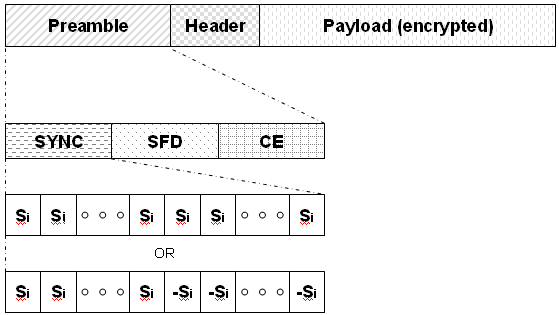 Preamble Header Payload (encrypted)
SYNC SFD CE
Si Si ○ ○ ○ Si Si Si ○ ○ ○ Si
OR
Si Si ○ ○ ○ Si -Si -Si ○ ○ ○ -Si